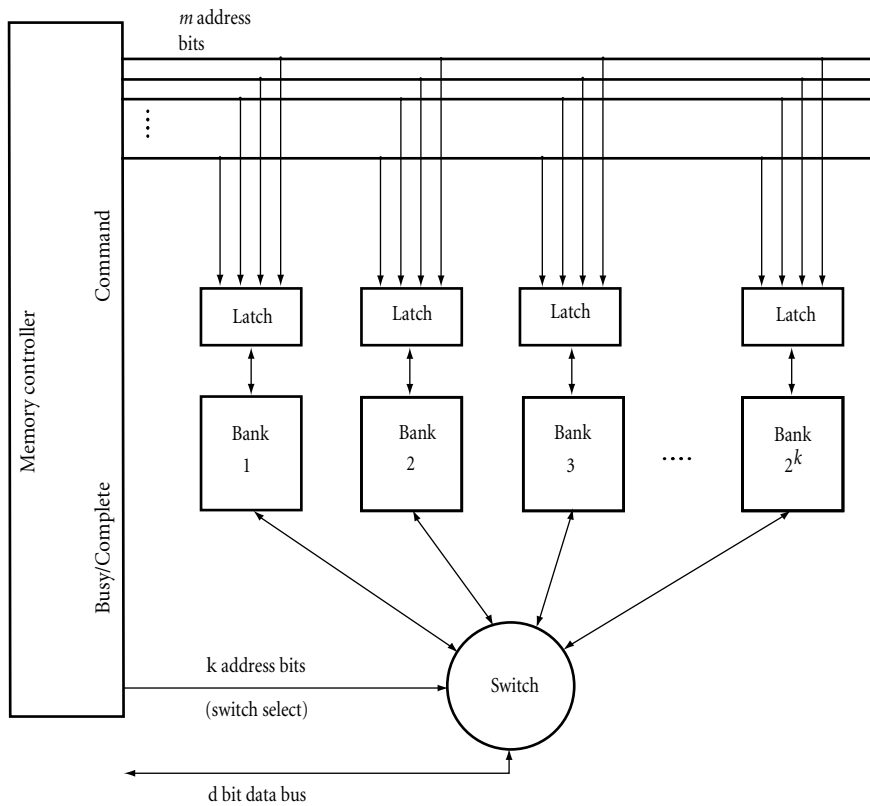 m address
bits
Command
Memory controller
Busy/Complete
Latch
Latch
Latch
Latch
Bank
1
Bank
2
Bank
3
....
Bank
2^k
k address bits
(switch select)
Switch
d bit data bus